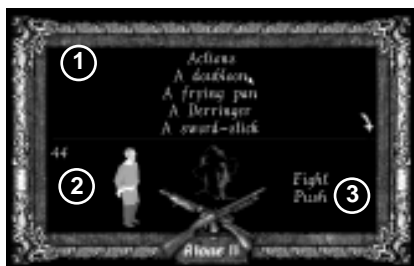 1
Actions
A doubloon
A frying pan
A Derringer
A sword-stick
44
2
Fight
Push
3
Alone II